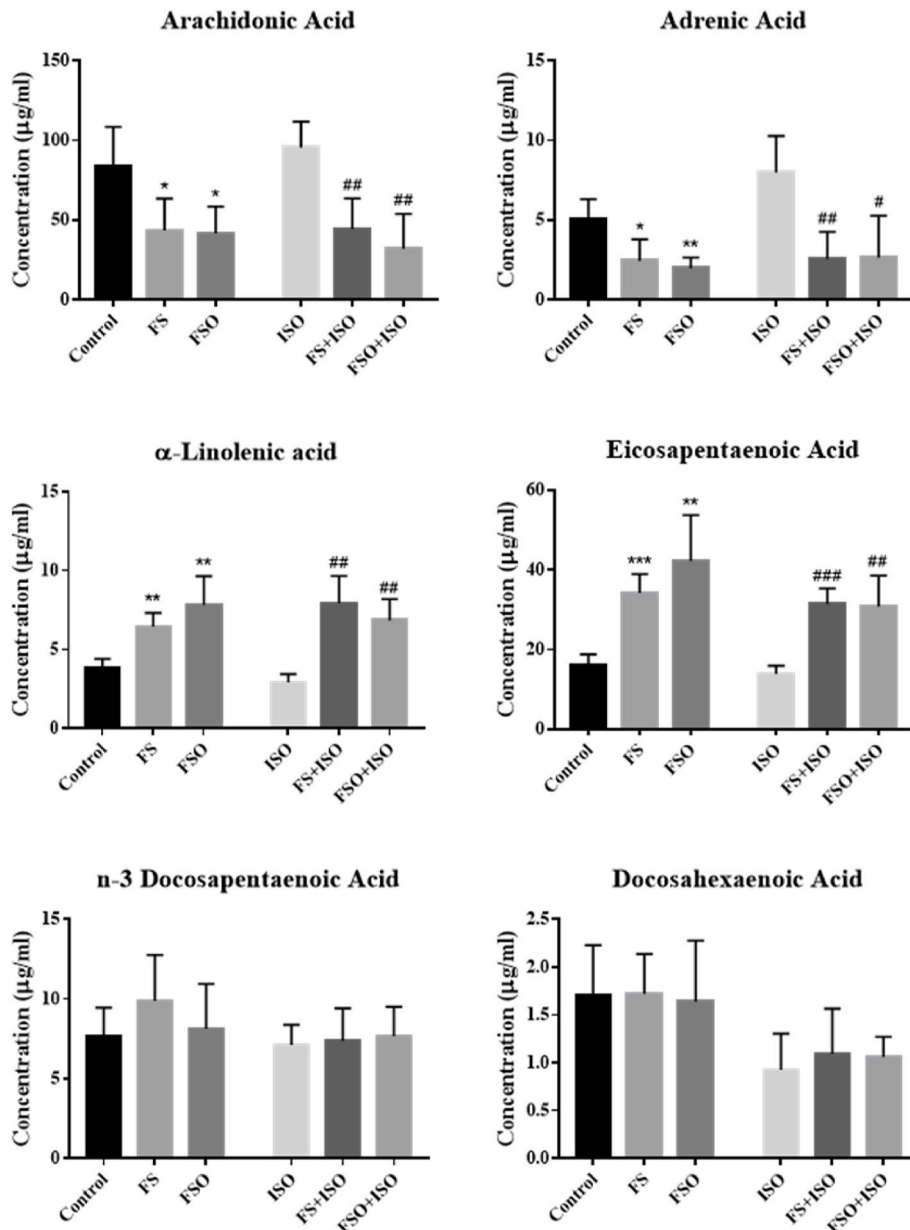 Arachidonic Acid
Concentration (μg/ml)
150
100
50
0
*
*
##
##
Control
FS
FSO
ISO
FS+ISO
FSO+ISO
Adrenic Acid
Concentration (μg/ml)
15
10
5
0
*
**
##
#
Control
FS
FSO
ISO
FS+ISO
FSO+ISO
α-Linolenic acid
Concentration (μg/ml)
15
10
5
0
**
**
##
##
Control
FS
FSO
ISO
FS+ISO
FSO+ISO
Eicosapentaenoic Acid
Concentration (μg/ml)
60
40
20
0
***
**
###
##
Control
FS
FSO
ISO
FS+ISO
FSO+ISO
n-3 Docosapentaenoic Acid
Concentration (μg/ml)
15
10
5
0
Control
FS
FSO
ISO
FS+ISO
FSO+ISO
Docosahexaenoic Acid
Concentration (μg/ml)
2.5
2.0
1.5
1.0
0.5
0.0
Control
FS
FSO
ISO
FS+ISO
FSO+ISO